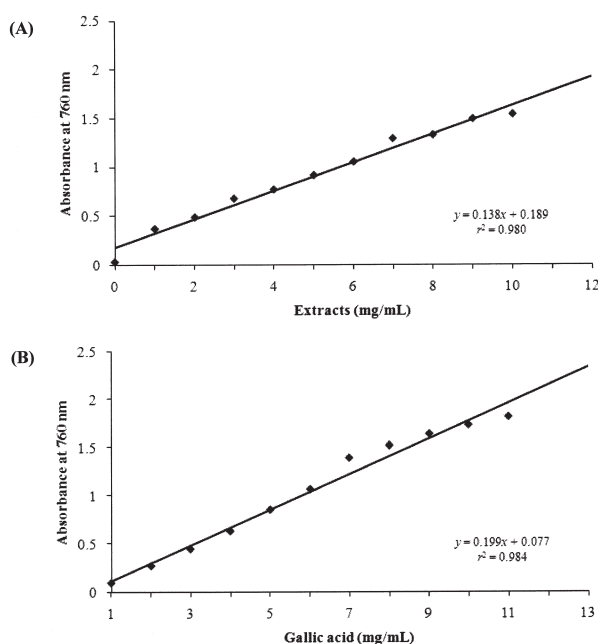 (A)
2.5
2
1.5
1
0.5
0
Absorbance at 760 nm
y = 0.138x + 0.189
r² = 0.980
0 2 4 6 8 10 12
Extracts (mg/mL)
(B)
2.5
2
1.5
1
0.5
0
Absorbance at 760 nm
y = 0.199x + 0.077
r² = 0.984
1 3 5 7 9 11 13
Gallic acid (mg/mL)